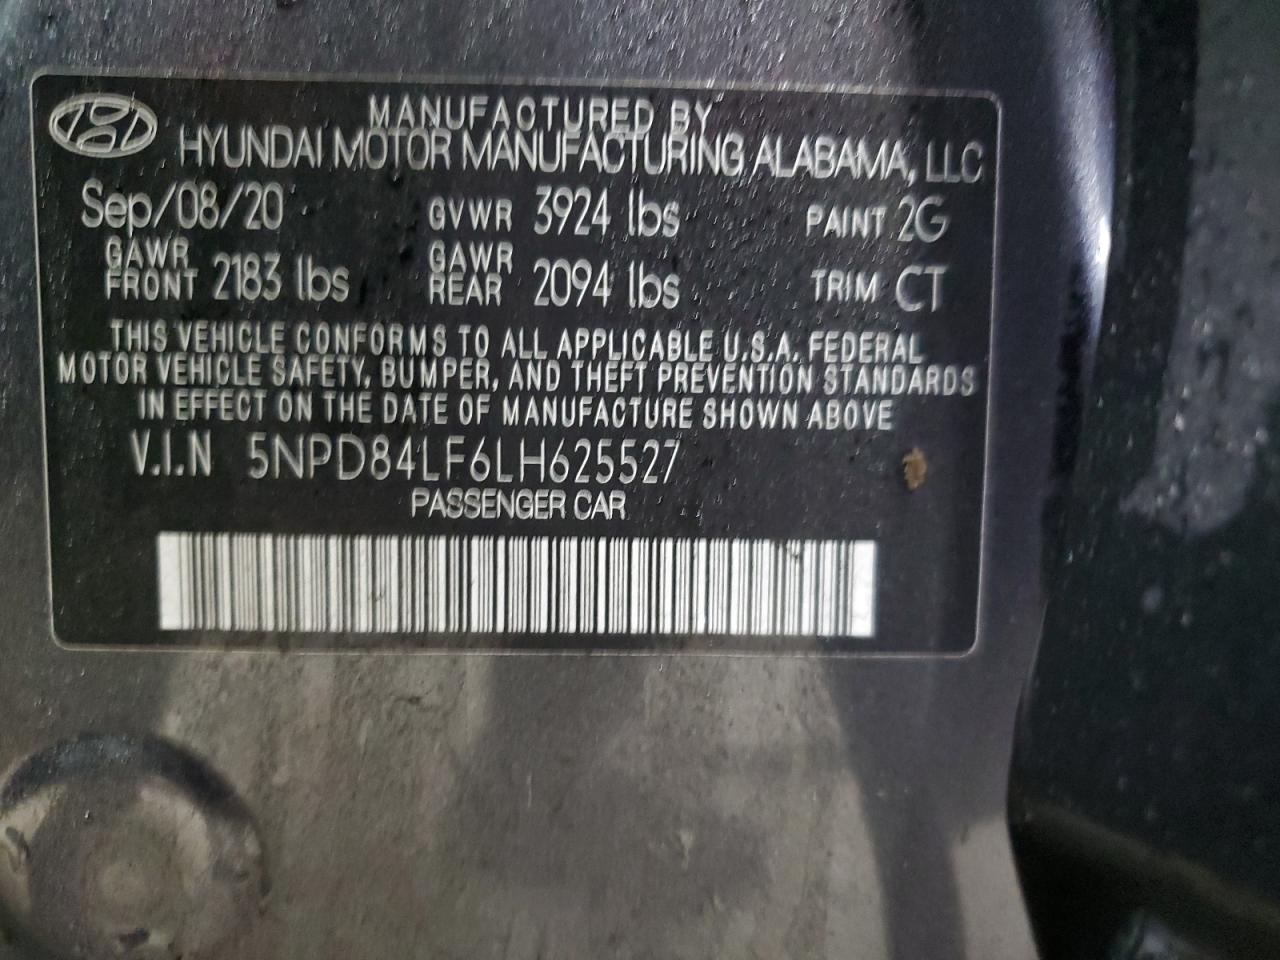 MANUFACTURED BY
HYUNDAI MOTOR MANUFACTURING ALABAMA, LLC
Sep/08/20 GVWR 3924 lbs PAINT 2G
GAWR FRONT 2183 lbs GAWR REAR 2094 lbs TRIM CT
THIS VEHICLE CONFORMS TO ALL APPLICABLE U.S.A. FEDERAL
MOTOR VEHICLE SAFETY, BUMPER, AND THEFT PREVENTION STANDARDS
IN EFFECT ON THE DATE OF MANUFACTURE SHOWN ABOVE
V.I.N 5NPD84LF6LH625527
PASSENGER CAR